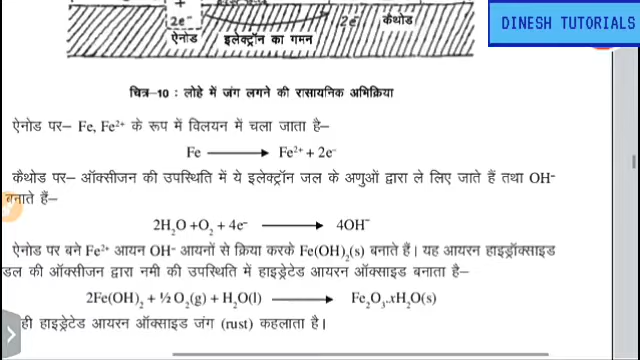 DINESH TUTORIALS
+
2e⁻
2e⁻
कैथोड
ऐनोड
इलेक्ट्रॉन का गमन
चित्र–10 : लोहे में जंग लगने की रासायनिक अभिक्रिया
ऐनोड पर– Fe, Fe²⁺ के रूप में विलयन में चला जाता है–
Fe ⟶ Fe²⁺ + 2e⁻
कैथोड पर– ऑक्सीजन की उपस्थिति में ये इलेक्ट्रॉन जल के अणुओं द्वारा ले लिए जाते हैं तथा OH⁻
बनाते हैं–
2H₂O +O₂ + 4e⁻ ⟶ 4OH⁻
ऐनोड पर बने Fe²⁺ आयन OH⁻ आयनों से क्रिया करके Fe(OH)₂(s) बनाते हैं। यह आयरन हाइड्रॉक्साइड
डल की ऑक्सीजन द्वारा नमी की उपस्थिति में हाइड्रेटेड आयरन ऑक्साइड बनाता है–
2Fe(OH)₂ + ½ O₂(g) + H₂O(l) ⟶ Fe₂O₃.xH₂O(s)
ही हाइड्रेटेड आयरन ऑक्साइड जंग (rust) कहलाता है।